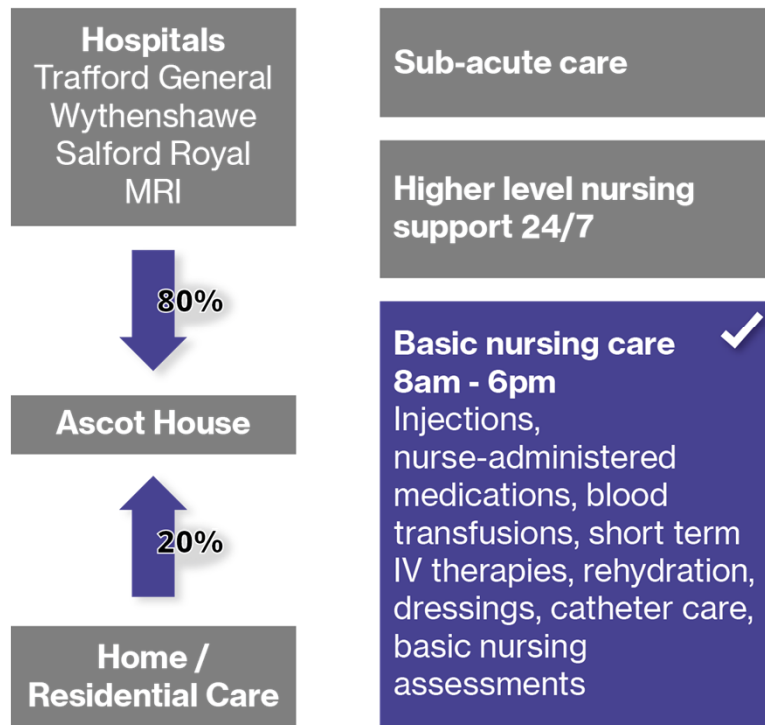 Hospitals
Trafford General
Wythenshawe
Salford Royal
MRI
80%
Ascot House
20%
Home /
Residential Care
Sub-acute care
Higher level nursing
support 24/7
Basic nursing care
8am - 6pm
Injections,
nurse-administered
medications, blood
transfusions, short term
IV therapies, rehydration,
dressings, catheter care,
basic nursing
assessments